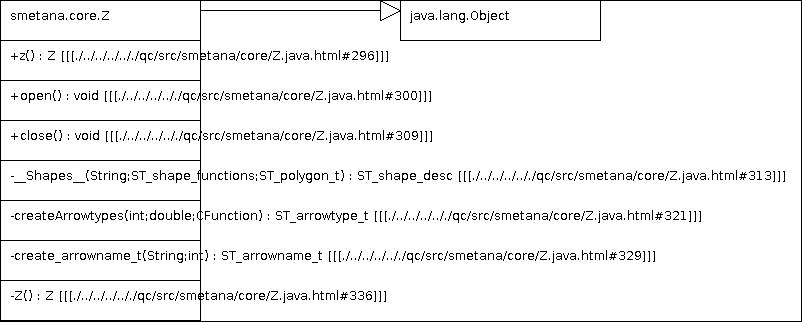 smetana.core.Z
java.lang.Object
+z() : Z [[[./../../../../../qc/src/smetana/core/Z.java.html#296]]]
+open() : void [[[./../../../../../qc/src/smetana/core/Z.java.html#300]]]
+close() : void [[[./../../../../../qc/src/smetana/core/Z.java.html#309]]]
-__Shapes__(String;ST_shape_functions;ST_polygon_t) : ST_shape_desc [[[./../../../../../qc/src/smetana/core/Z.java.html#313]]]
-createArrowtypes(int;double;CFunction) : ST_arrowtype_t [[[./../../../../../qc/src/smetana/core/Z.java.html#321]]]
-create_arrowname_t(String;int) : ST_arrowname_t [[[./../../../../../qc/src/smetana/core/Z.java.html#329]]]
-Z() : Z [[[./../../../../../qc/src/smetana/core/Z.java.html#336]]]